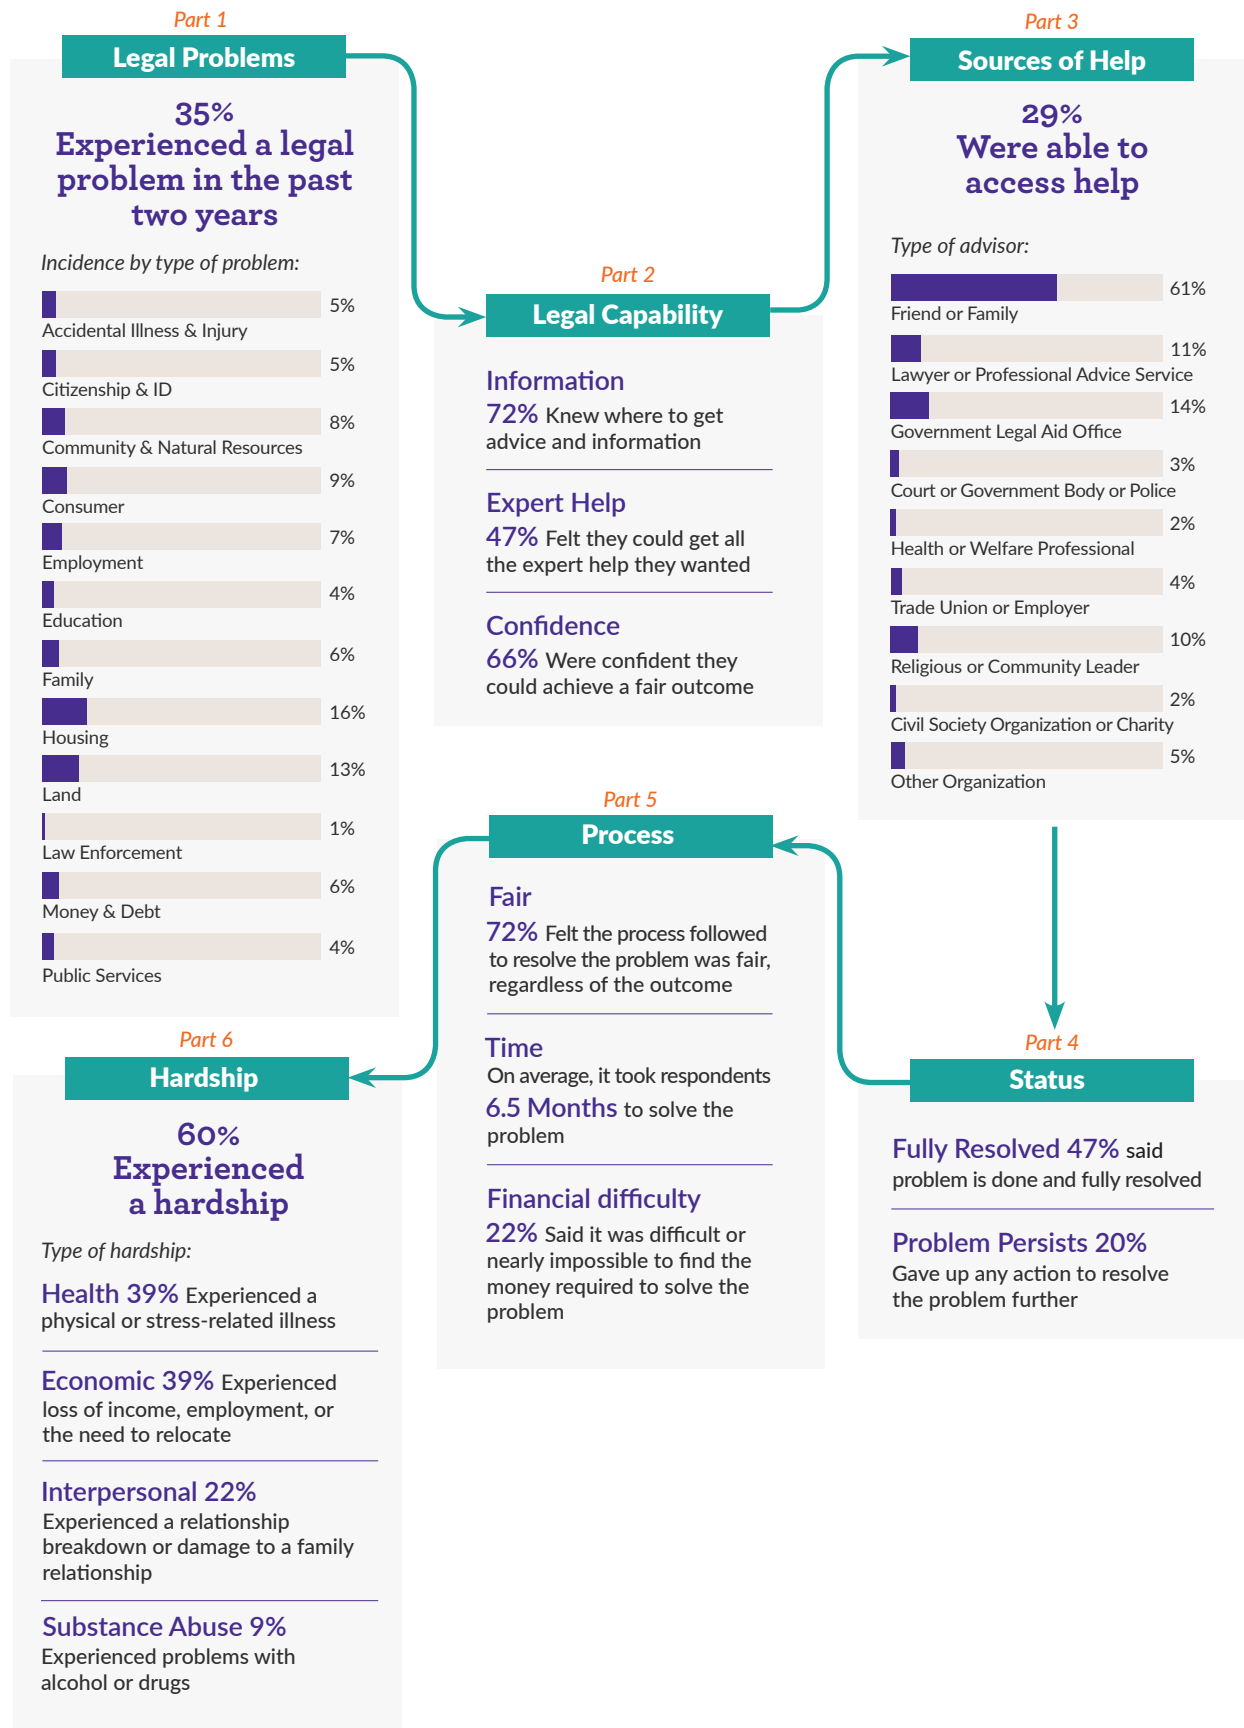 Part 1
Legal Problems
35%
Experienced a legal
problem in the past
two years
Incidence by type of problem:
5%
Accidental Illness & Injury
5%
Citizenship & ID
8%
Community & Natural Resources
9%
Consumer
7%
Employment
4%
Education
6%
Family
16%
Housing
13%
Land
1%
Law Enforcement
6%
Money & Debt
4%
Public Services
Part 2
Legal Capability
Information
72% Knew where to get
advice and information
Expert Help
47% Felt they could get all
the expert help they wanted
Confidence
66% Were confident they
could achieve a fair outcome
Part 3
Sources of Help
29%
Were able to
access help
Type of advisor:
61%
Friend or Family
11%
Lawyer or Professional Advice Service
14%
Government Legal Aid Office
3%
Court or Government Body or Police
2%
Health or Welfare Professional
4%
Trade Union or Employer
10%
Religious or Community Leader
2%
Civil Society Organization or Charity
5%
Other Organization
Part 4
Status
Fully Resolved 47% said
problem is done and fully resolved
Problem Persists 20%
Gave up any action to resolve
the problem further
Part 5
Process
Fair
72% Felt the process followed
to resolve the problem was fair,
regardless of the outcome
Time
On average, it took respondents
6.5 Months to solve the
problem
Financial difficulty
22% Said it was difficult or
nearly impossible to find the
money required to solve the
problem
Part 6
Hardship
60%
Experienced
a hardship
Type of hardship:
Health 39% Experienced a
physical or stress-related illness
Economic 39% Experienced
loss of income, employment, or
the need to relocate
Interpersonal 22%
Experienced a relationship
breakdown or damage to a family
relationship
Substance Abuse 9%
Experienced problems with
alcohol or drugs